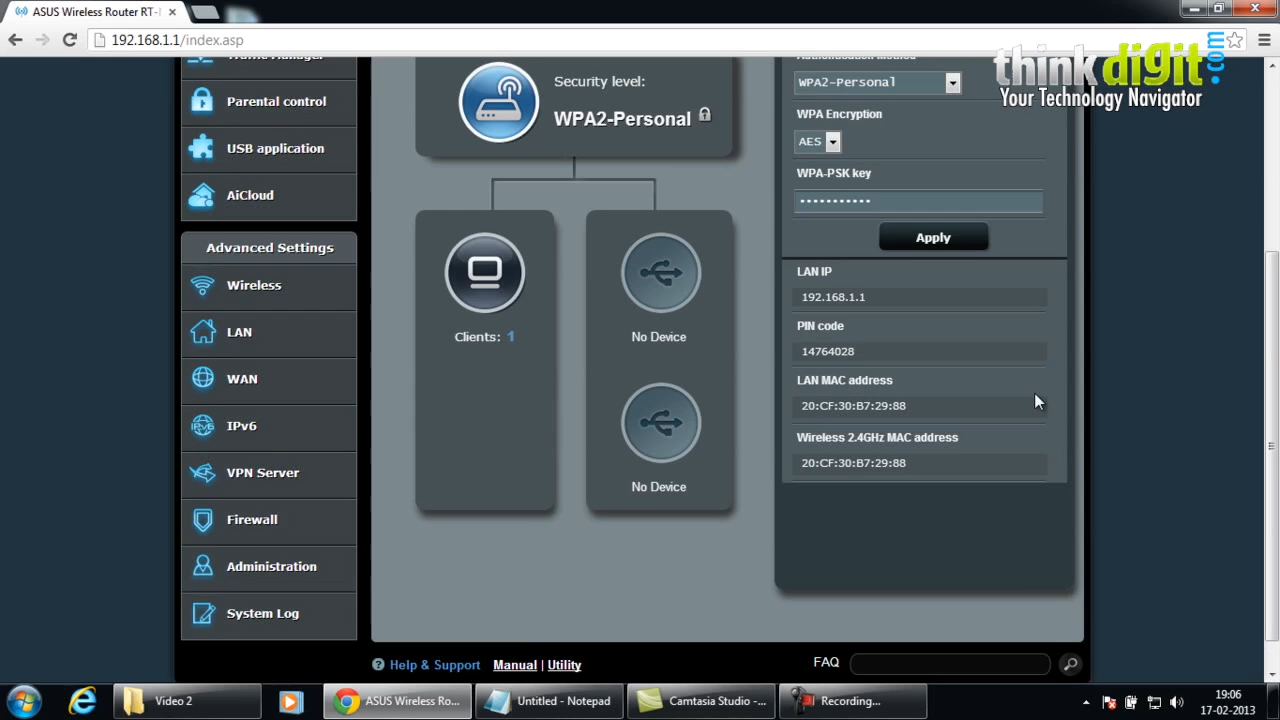 ASUS Wireless Router RT-
192.168.1.1/index.asp
thinkdigit.com
Your Technology Navigator
Parental control
USB application
AiCloud
Advanced Settings
Wireless
LAN
WAN
IPv6
VPN Server
Firewall
Administration
System Log
Security level:
WPA2-Personal
Clients: 1
No Device
No Device
WPA2-Personal
WPA Encryption
AES
WPA-PSK key
•••••••••••
Apply
LAN IP
192.168.1.1
PIN code
14764028
LAN MAC address
20:CF:30:B7:29:88
Wireless 2.4GHz MAC address
20:CF:30:B7:29:88
Help & Support Manual | Utility
FAQ
Video 2
ASUS Wireless Ro...
Untitled - Notepad
Camtasia Studio -...
Recording...
19:06
17-02-2013